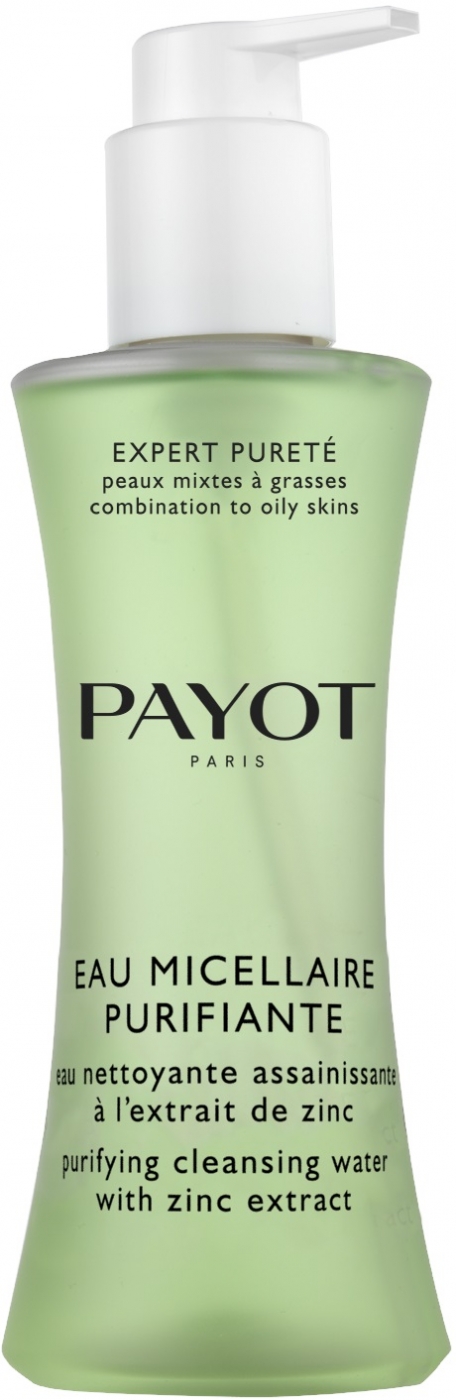 EXPERT PURETÉ
peaux mixtes à grasses
combination to oily skins
PAYOT
PARIS
EAU MICELLAIRE
PURIFIANTE
eau nettoyante assainissante
à l'extrait de zinc
purifying cleansing water
with zinc extract